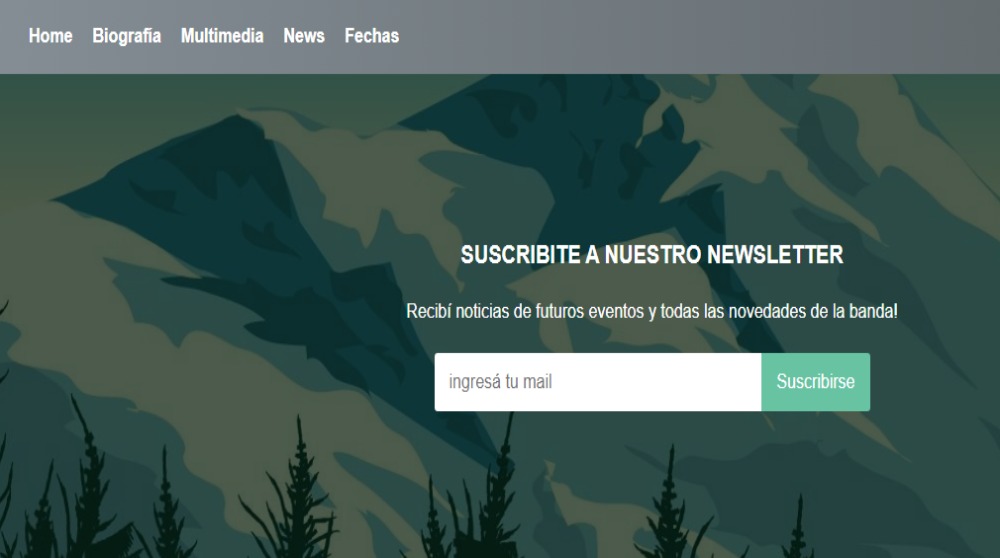 Home Biografia Multimedia News Fechas
SUSCRIBITE A NUESTRO NEWSLETTER
Recibí noticias de futuros eventos y todas las novedades de la banda!
ingresá tu mail Suscribirse